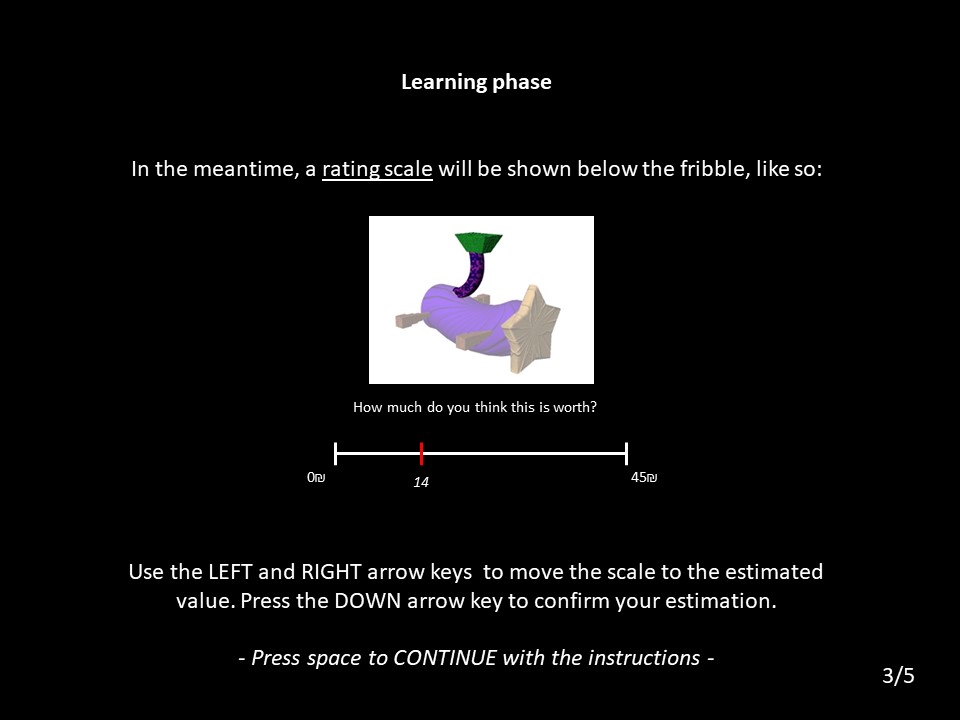 Learning phase
In the meantime, a rating scale will be shown below the fribble, like so:
How much do you think this is worth?
0₪
14
45₪
Use the LEFT and RIGHT arrow keys  to move the scale to the estimated
value. Press the DOWN arrow key to confirm your estimation.
- Press space to CONTINUE with the instructions -
3/5